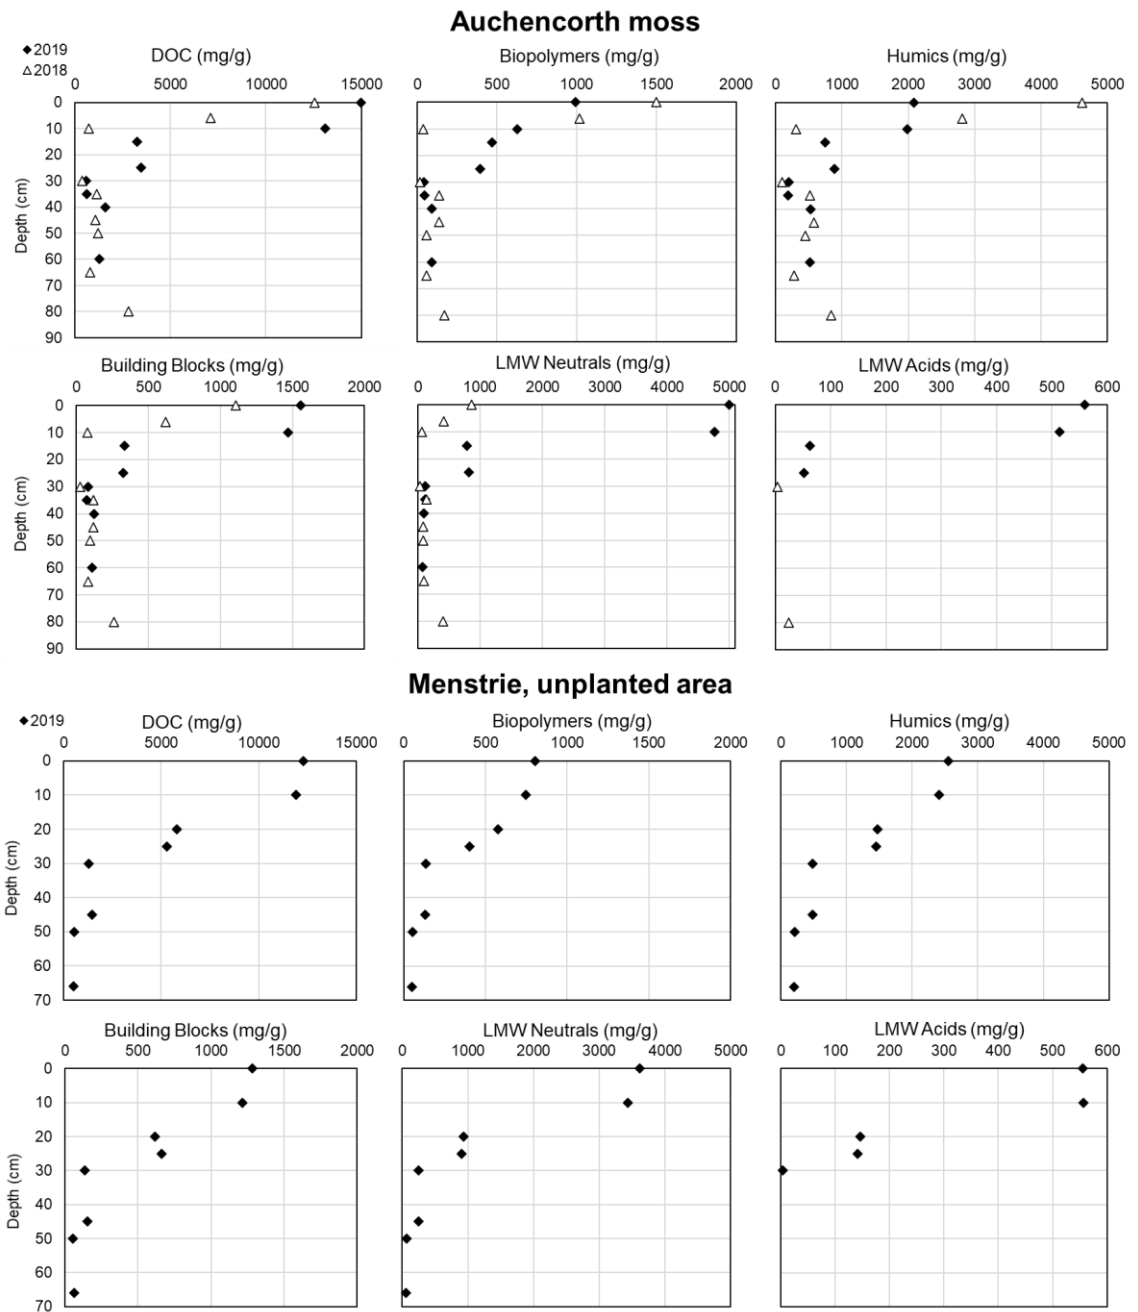 Auchencorth moss
2019
2018
DOC (mg/g)
Biopolymers (mg/g)
Humics (mg/g)
0 5000 10000 15000
0 500 1000 1500 2000
0 1000 2000 3000 4000 5000
0
10
20
30
40
50
60
70
80
90
Depth (cm)
Building Blocks (mg/g)
LMW Neutrals (mg/g)
LMW Acids (mg/g)
0 500 1000 1500 2000
0 1000 2000 3000 4000 5000
0 100 200 300 400 500 600
0
10
20
30
40
50
60
70
80
90
Depth (cm)
Menstrie, unplanted area
2019
DOC (mg/g)
Biopolymers (mg/g)
Humics (mg/g)
0 5000 10000 15000
0 500 1000 1500 2000
0 1000 2000 3000 4000 5000
0
10
20
30
40
50
60
70
Depth (cm)
Building Blocks (mg/g)
LMW Neutrals (mg/g)
LMW Acids (mg/g)
0 500 1000 1500 2000
0 1000 2000 3000 4000 5000
0 100 200 300 400 500 600
0
10
20
30
40
50
60
70
Depth (cm)